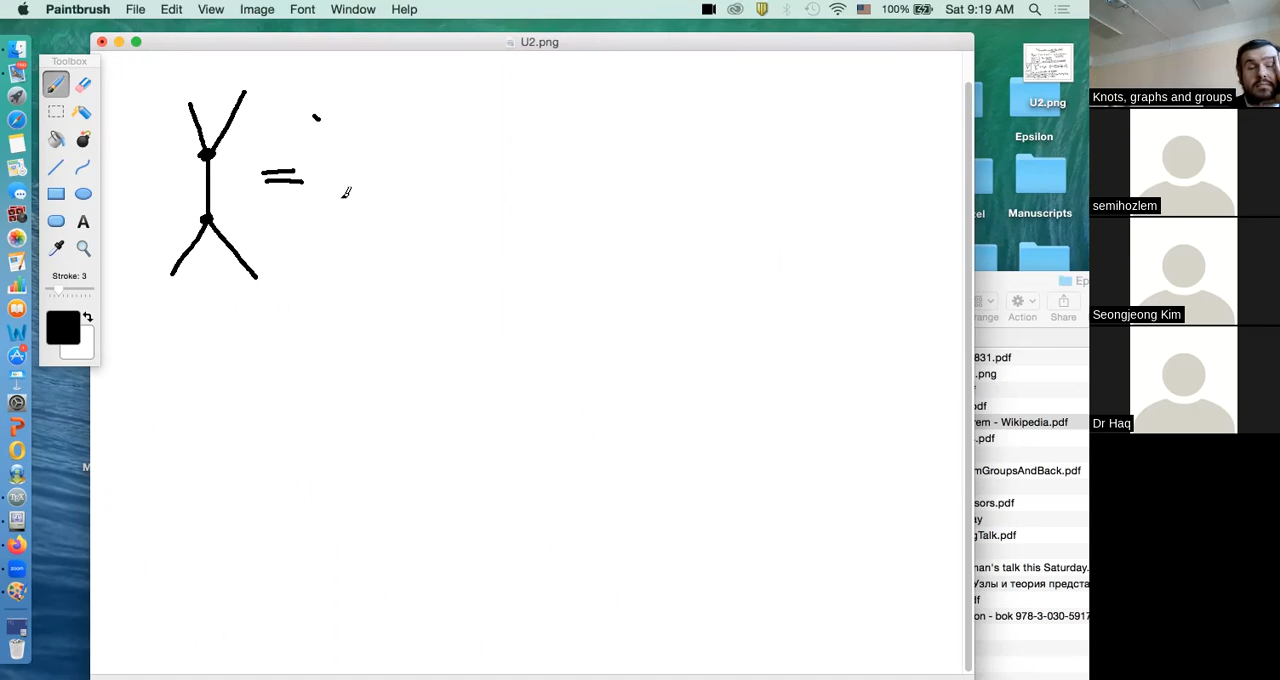 Paintbrush File Edit View Image Font Window Help 100% Sat 9:19 AM
U2.png
Toolbox
A
Stroke: 3
=
U2.png
Epsilon
Manuscripts
Action
Share
831.pdf
.png
pdf
rem - Wikipedia.pdf
s.pdf
mGroupsAndBack.pdf
sors.pdf
gTalk.pdf
nan's talk this Saturday.
Узлы и теория предста
df
on - bok 978-3-030-5917
zoom
TEX
Knots, graphs and groups
semihozlem
Seongjeong Kim
Dr Haq